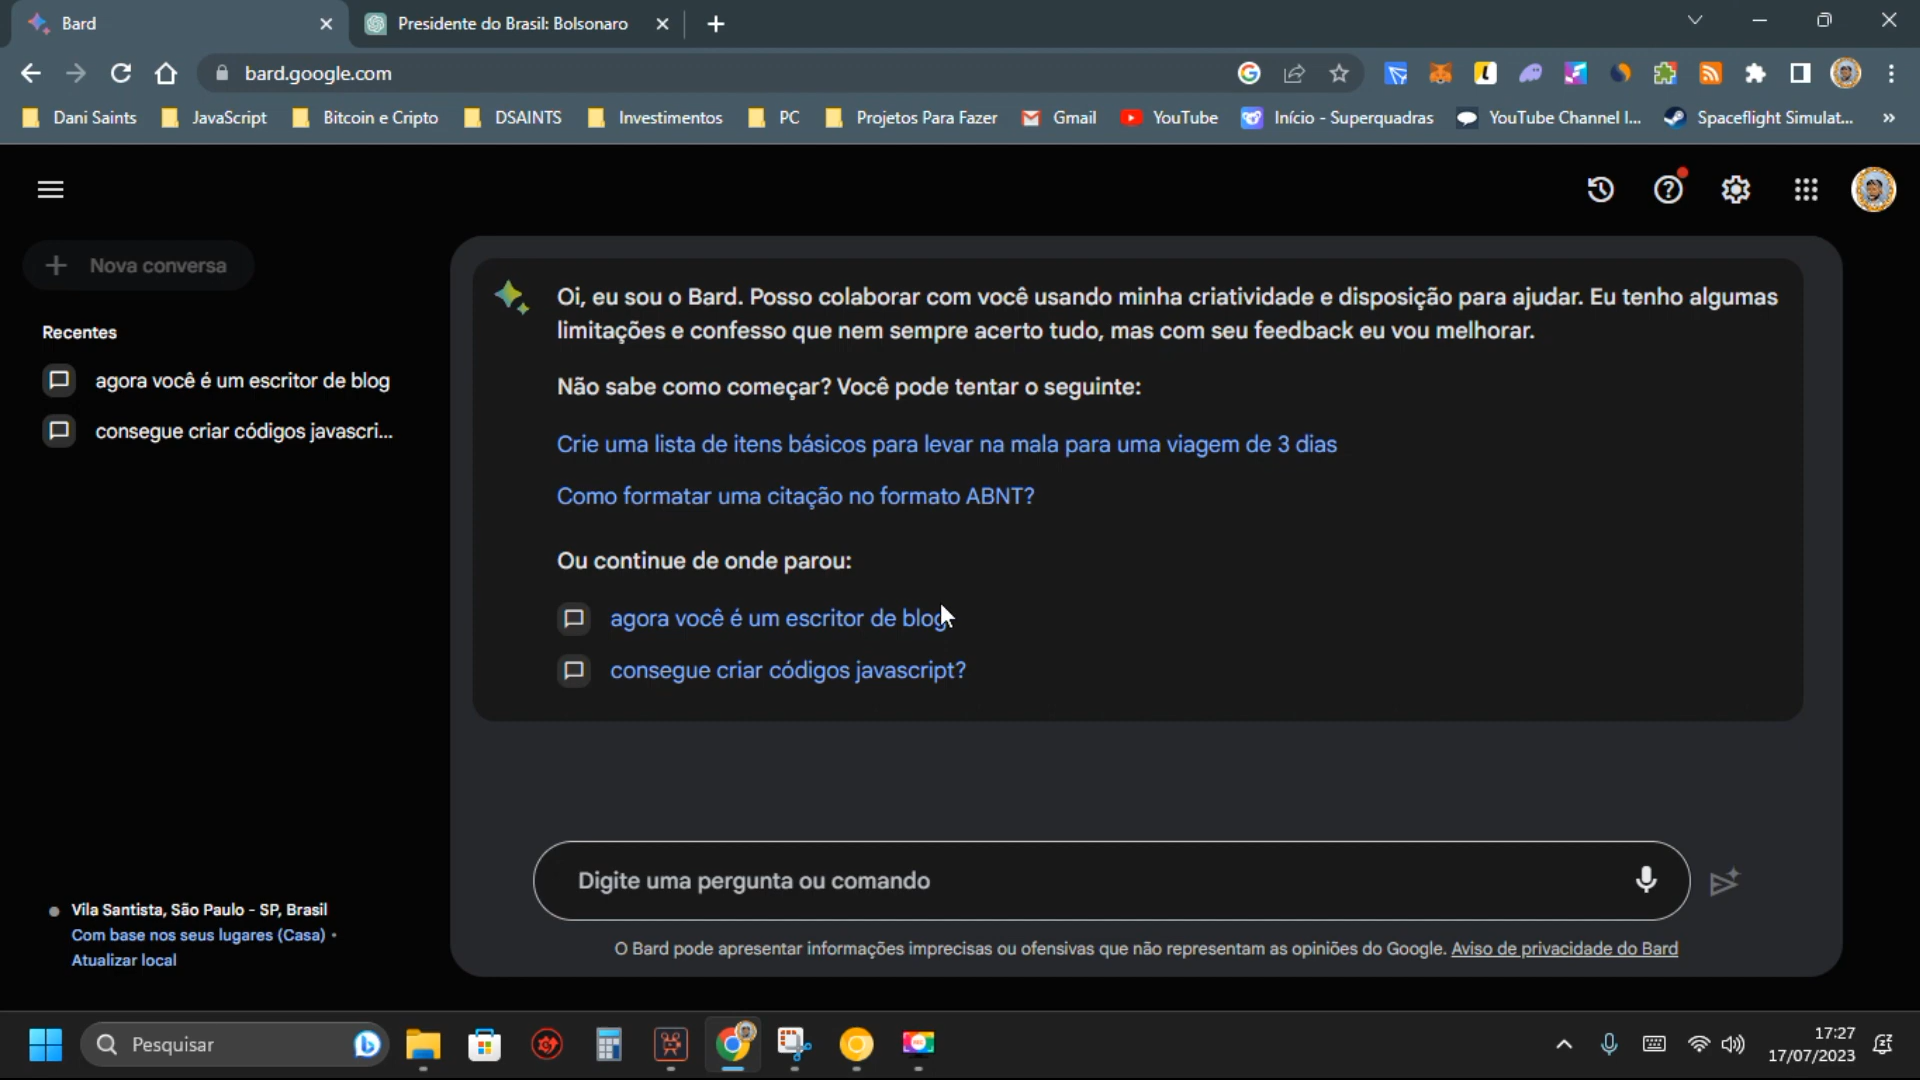 Bard
Presidente do Brasil: Bolsonaro
bard.google.com
Dani Saints
JavaScript
Bitcoin e Cripto
DSAINTS
Investimentos
PC
Projetos Para Fazer
Gmail
YouTube
Início - Superquadras
YouTube Channel I...
Spaceflight Simulat...
Nova conversa
Recentes
agora você é um escritor de blog
consegue criar códigos javascri...
Oi, eu sou o Bard. Posso colaborar com você usando minha criatividade e disposição para ajudar. Eu tenho algumas
limitações e confesso que nem sempre acerto tudo, mas com seu feedback eu vou melhorar.
Não sabe como começar? Você pode tentar o seguinte:
Crie uma lista de itens básicos para levar na mala para uma viagem de 3 dias
Como formatar uma citação no formato ABNT?
Ou continue de onde parou:
agora você é um escritor de blog
consegue criar códigos javascript?
Digite uma pergunta ou comando
O Bard pode apresentar informações imprecisas ou ofensivas que não representam as opiniões do Google. Aviso de privacidade do Bard
Vila Santista, São Paulo - SP, Brasil
Com base nos seus lugares (Casa) •
Atualizar local
Pesquisar
17:27
17/07/2023